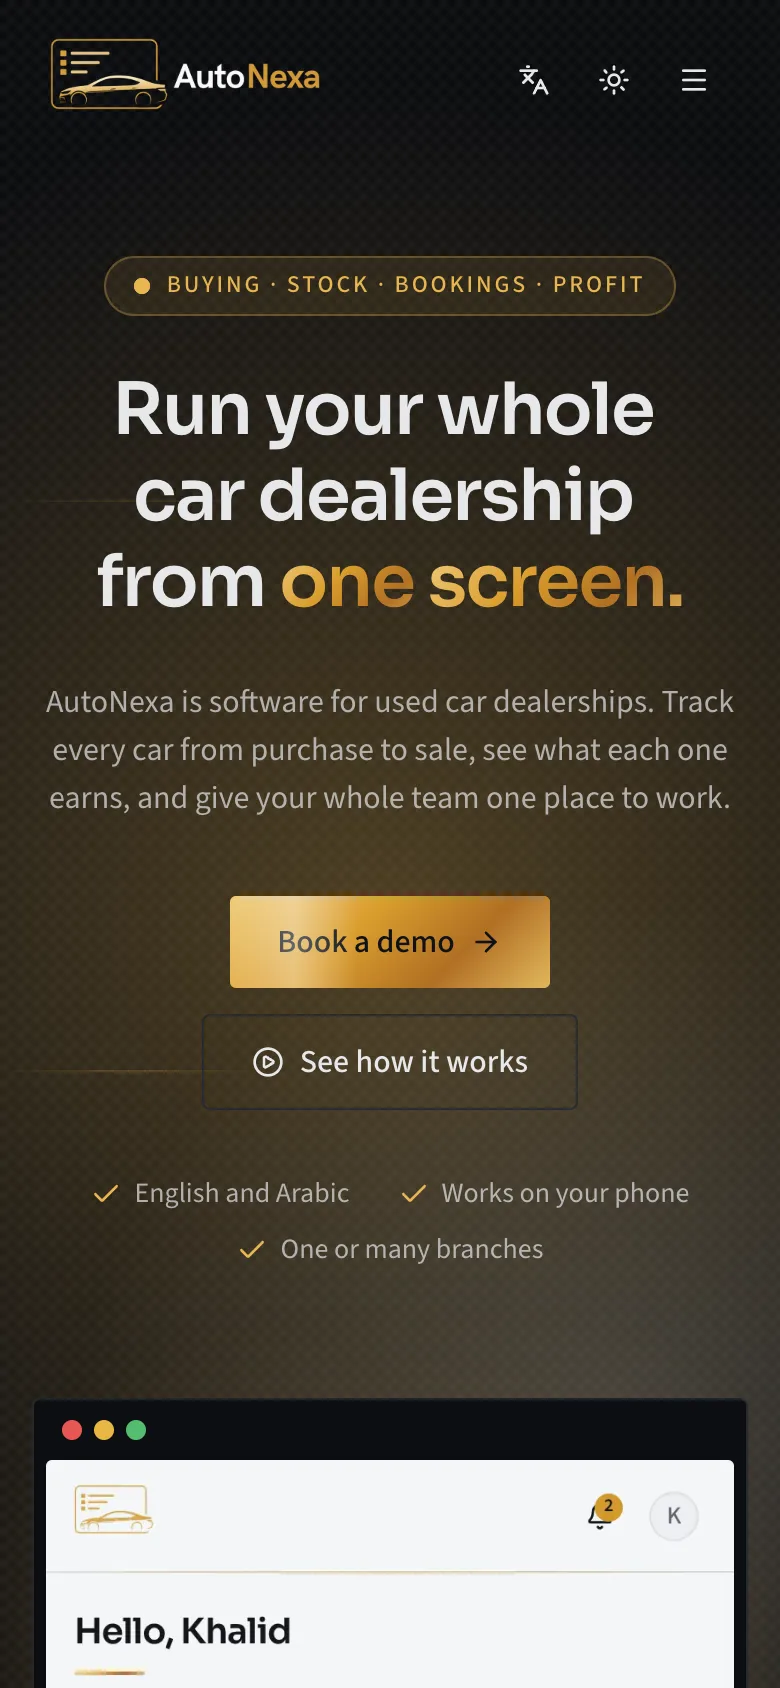 AutoNexa
BUYING · STOCK · BOOKINGS · PROFIT
Run your whole
car dealership
from one screen.
AutoNexa is software for used car dealerships. Track
every car from purchase to sale, see what each one
earns, and give your whole team one place to work.
Book a demo
See how it works
English and Arabic
Works on your phone
One or many branches
2
K
Hello, Khalid